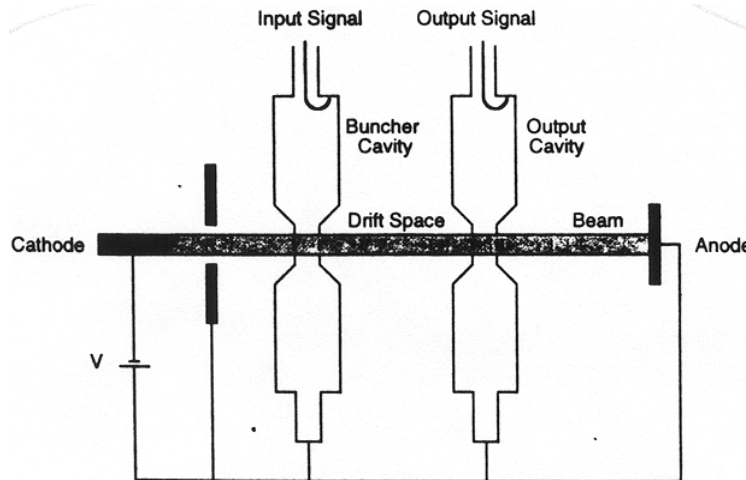 Input Signal Output Signal
Buncher
Cavity
Output
Cavity
Drift Space Beam
Cathode Anode
V